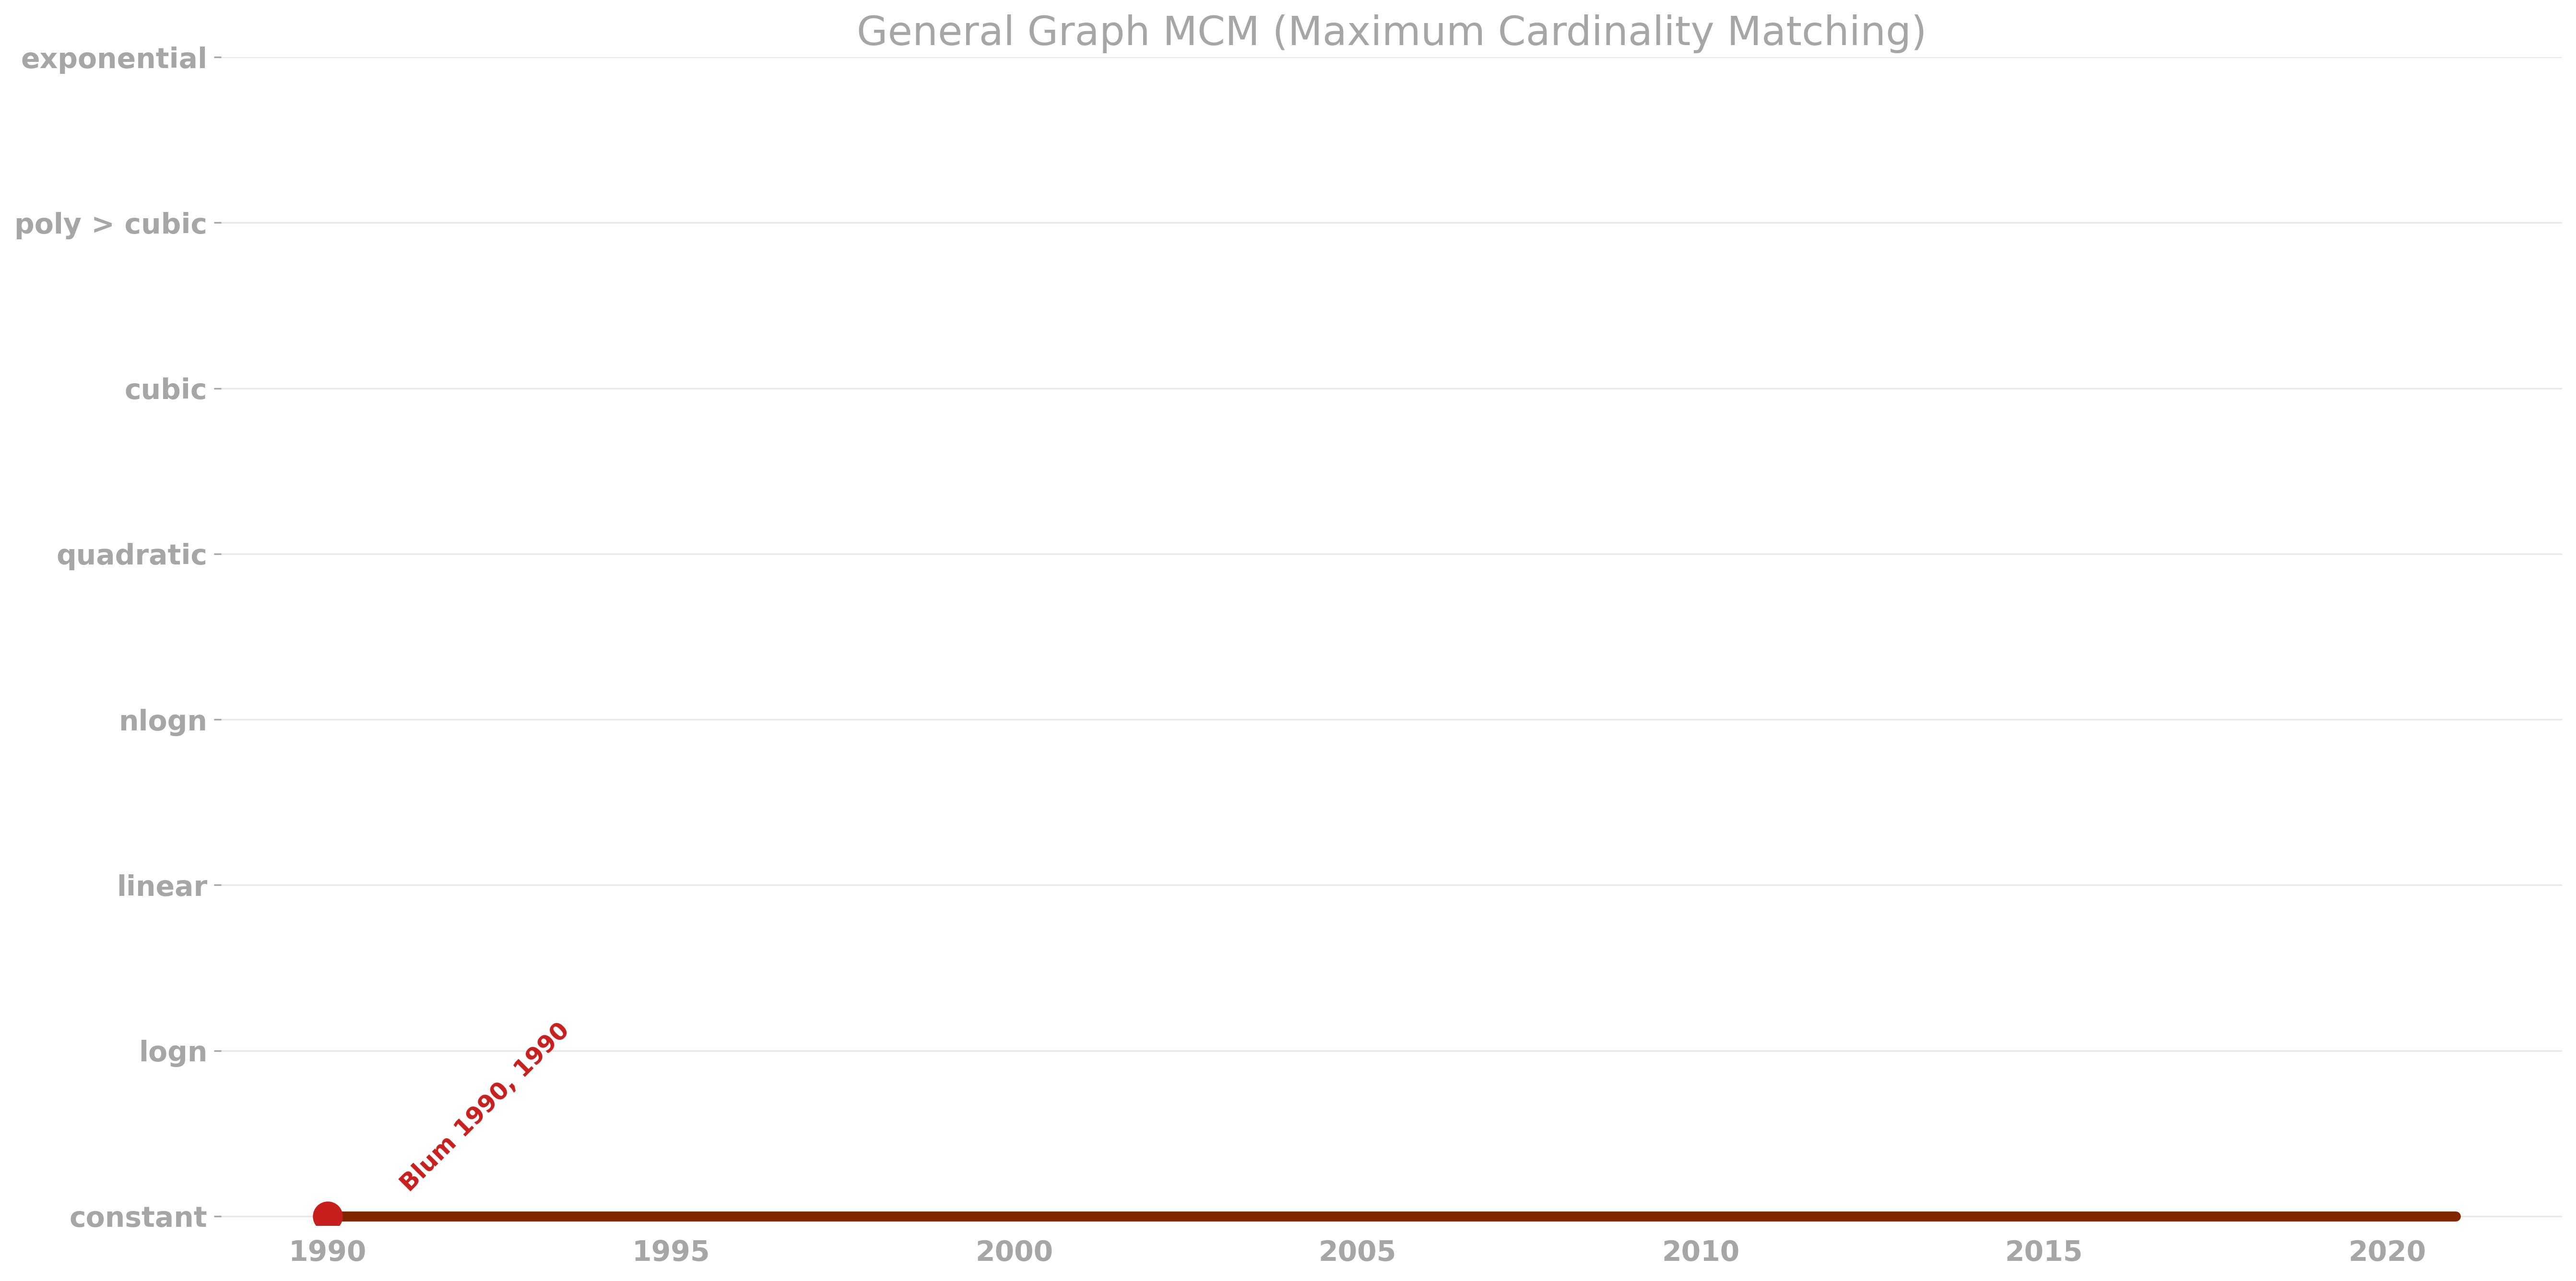 General Graph MCM (Maximum Cardinality Matching)
exponential
poly > cubic
cubic
quadratic
nlogn
linear
logn
constant
Blum 1990, 1990
1990 1995 2000 2005 2010 2015 2020